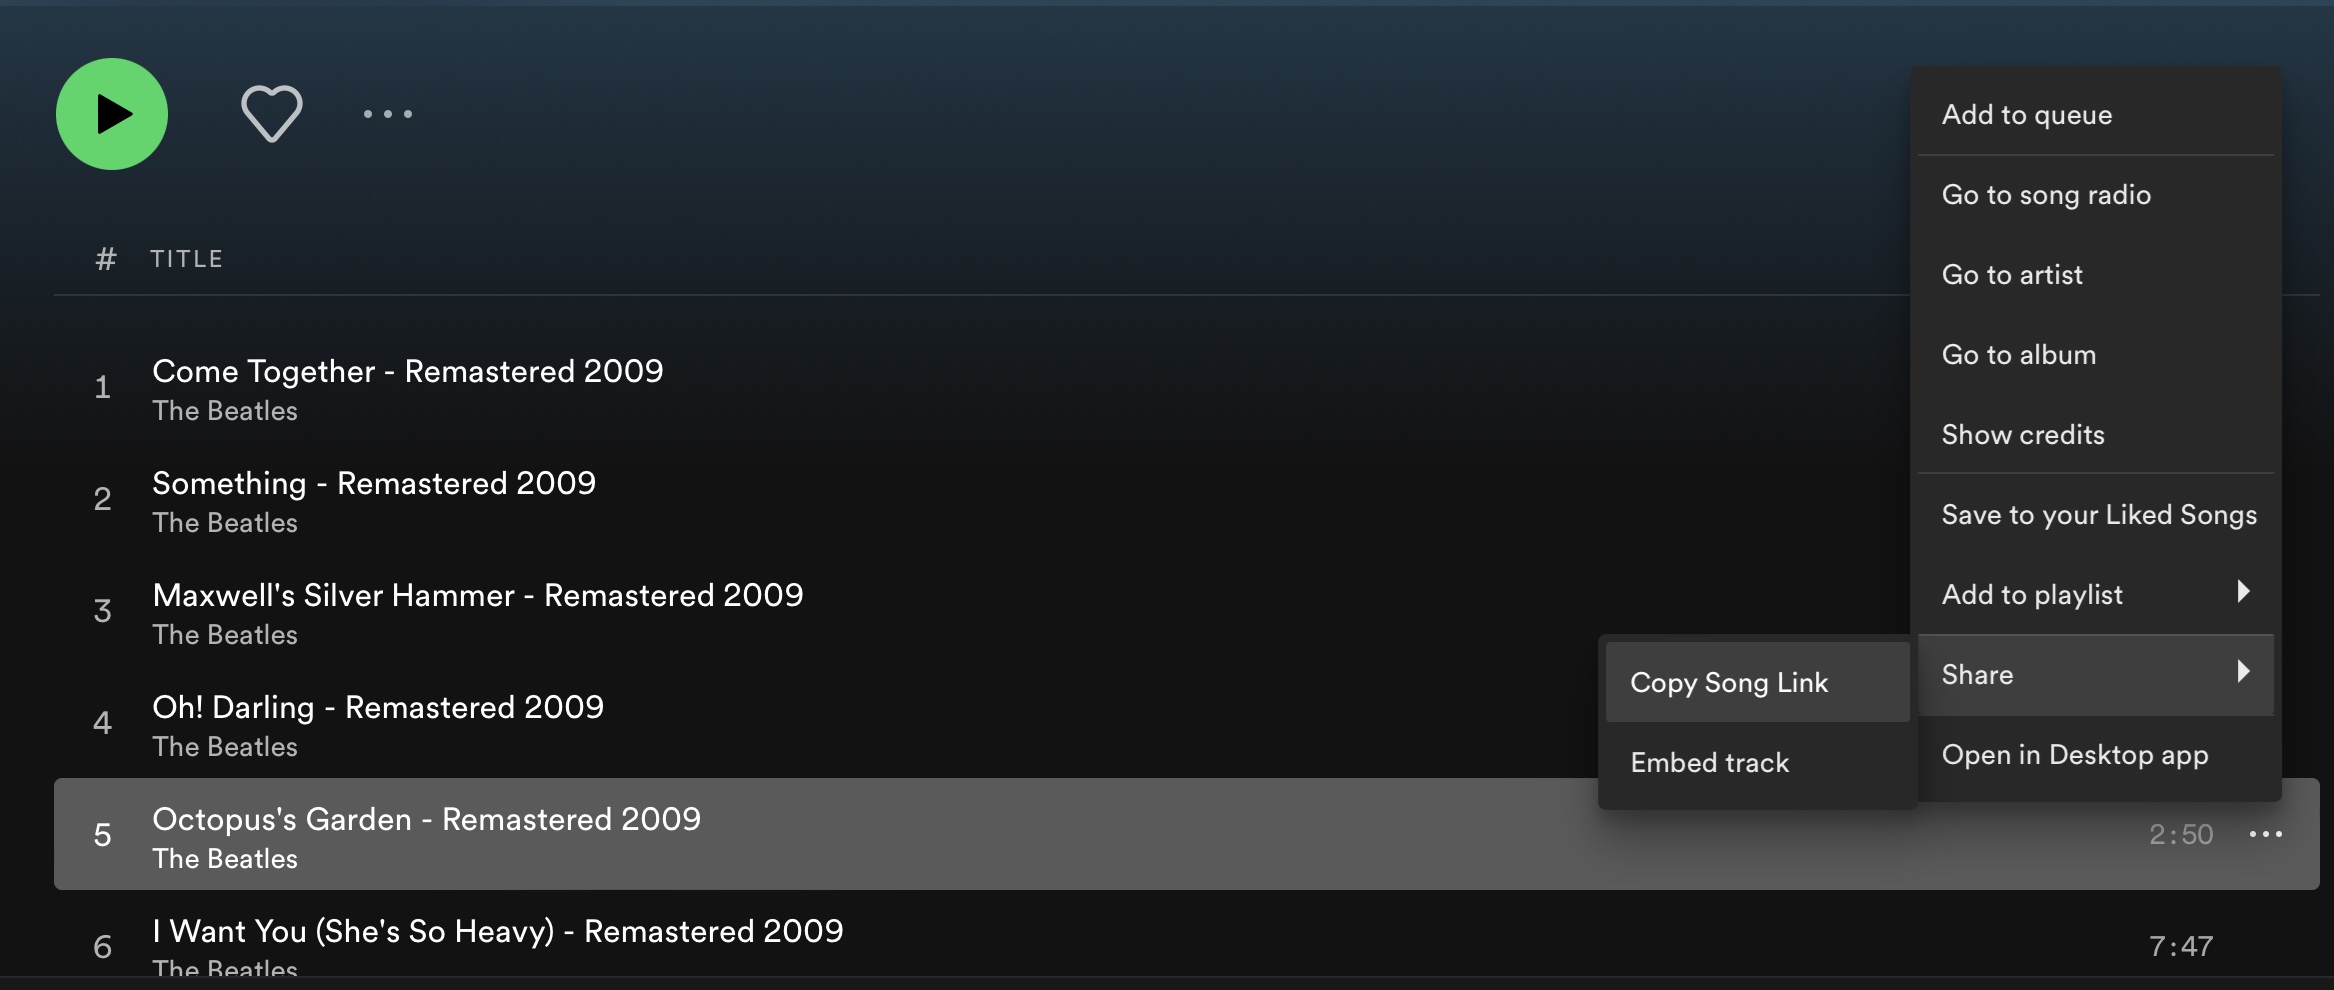 # TITLE
1 Come Together - Remastered 2009
The Beatles
2 Something - Remastered 2009
The Beatles
3 Maxwell's Silver Hammer - Remastered 2009
The Beatles
4 Oh! Darling - Remastered 2009
The Beatles
5 Octopus's Garden - Remastered 2009 2:50
The Beatles
6 I Want You (She's So Heavy) - Remastered 2009 7:47
The Beatles
Add to queue
Go to song radio
Go to artist
Go to album
Show credits
Save to your Liked Songs
Add to playlist
Share
Open in Desktop app
Copy Song Link
Embed track